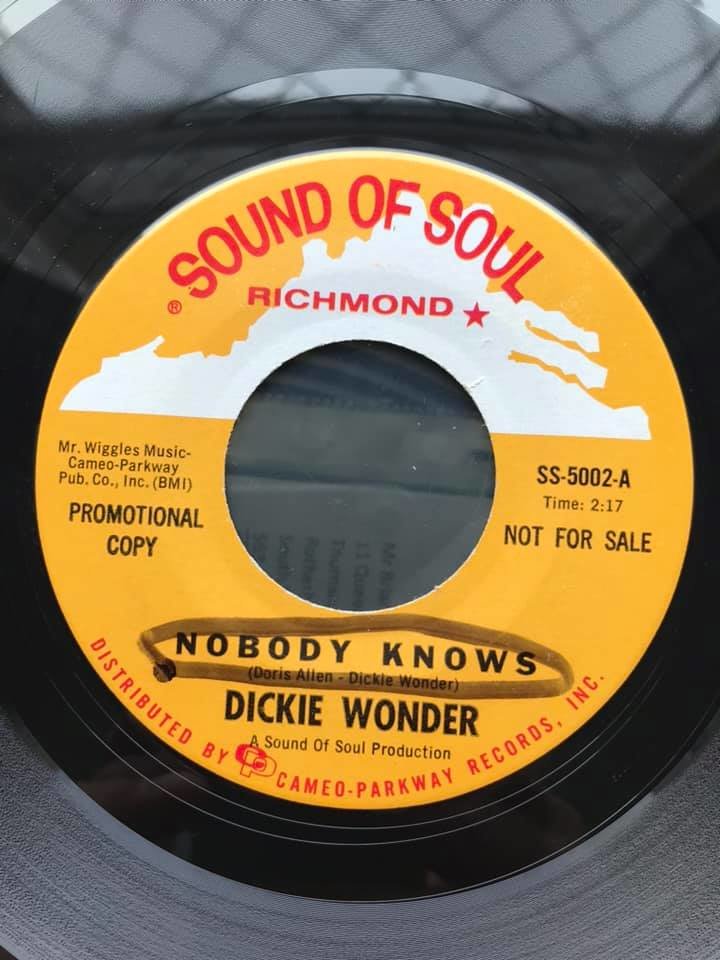 SOUND OF SOUL
®
RICHMOND ★
Mr. Wiggles Music-
Cameo-Parkway
Pub. Co., Inc. (BMI)
PROMOTIONAL
COPY
SS-5002-A
Time: 2:17
NOT FOR SALE
NOBODY KNOWS
(Doris Allen - Dickie Wonder)
DICKIE WONDER
A Sound Of Soul Production
DISTRIBUTED BY CP CAMEO-PARKWAY RECORDS, INC.